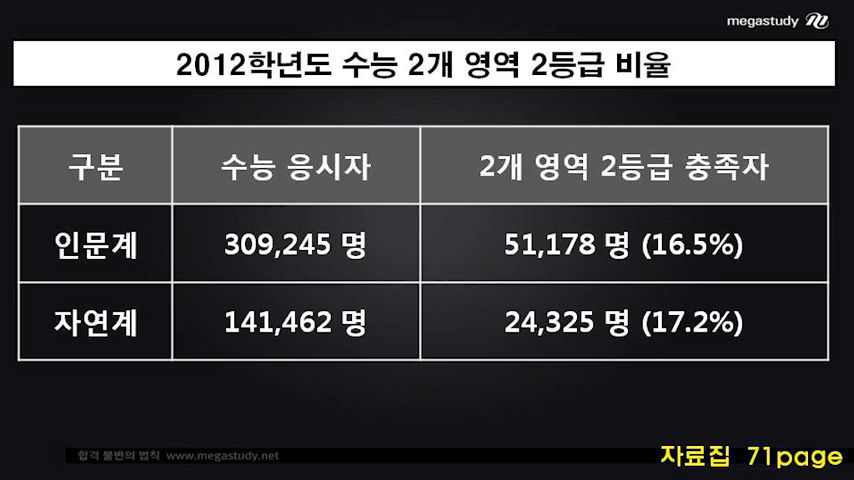 megastudy
2012학년도 수능 2개 영역 2등급 비율
구분 수능 응시자 2개 영역 2등급 충족자
인문계 309,245 명 51,178 명 (16.5%)
자연계 141,462 명 24,325 명 (17.2%)
합격 불변의 법칙 www.megastudy.net
자료집 71page